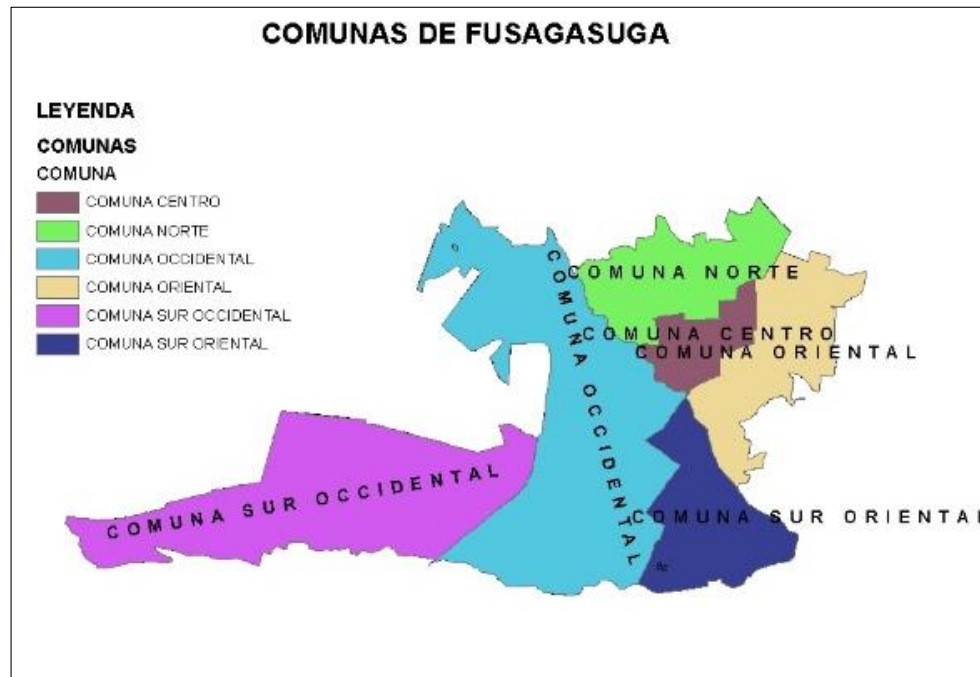 COMUNAS DE FUSAGASUGA
LEYENDA
COMUNAS
COMUNA
COMUNA CENTRO
COMUNA NORTE
COMUNA OCCIDENTAL
COMUNA ORIENTAL
COMUNA SUR OCCIDENTAL
COMUNA SUR ORIENTAL
COMUNA NORTE
COMUNA CENTRO
COMUNA ORIENTAL
COMUNA OCCIDENTAL
COMUNA SUR OCCIDENTAL
COMUNA SUR ORIENTAL